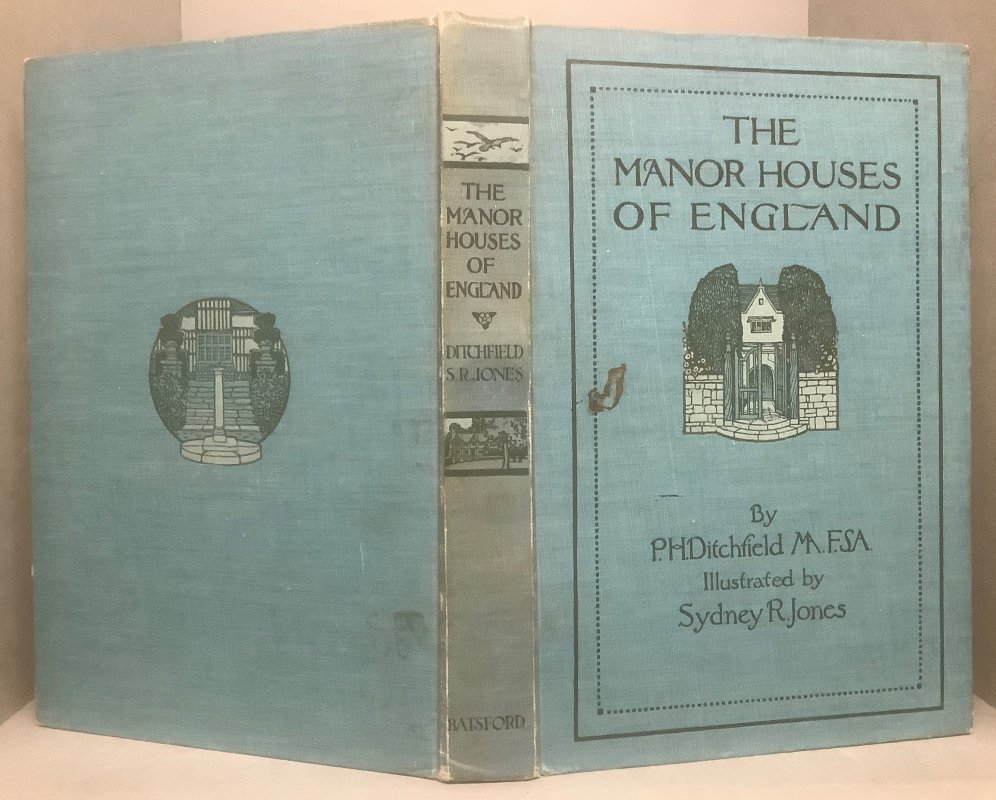 THE
MANOR
HOUSES
OF
ENGLAND
DITCHFIELD
S.R.JONES
BATSFORD
THE
MANOR HOUSES
OF ENGLAND
By
P.H.Ditchfield M.A. F.S.A.
Illustrated by
Sydney R. Jones